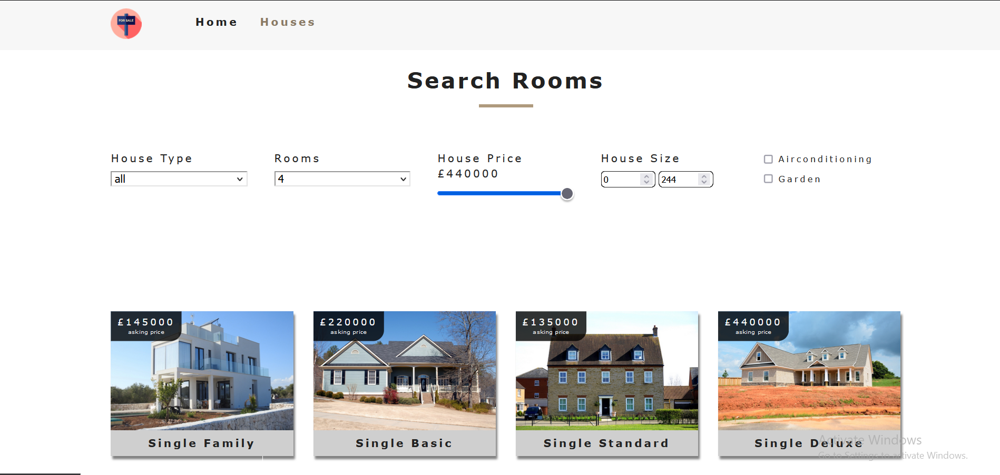 FOR SALE
Home
Houses
Search Rooms
House Type
all
Rooms
4
House Price
£440000
House Size
0
244
Airconditioning
Garden
£145000
asking price
£220000
asking price
£135000
asking price
£440000
asking price
Single Family
Single Basic
Single Standard
Single Deluxe
Activate Windows
Go to Settings to activate Windows.